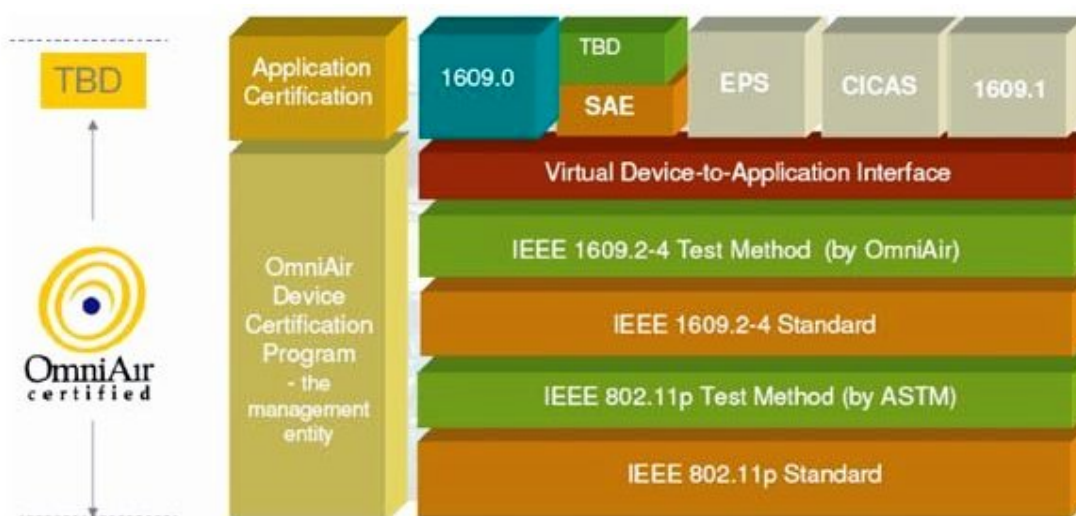 TBD
OmniAir
certified
Application
Certification
OmniAir
Device
Certification
Program
- the
management
entity
1609.0
TBD
SAE
EPS
CICAS
1609.1
Virtual Device-to-Application Interface
IEEE 1609.2-4 Test Method (by OmniAir)
IEEE 1609.2-4 Standard
IEEE 802.11p Test Method (by ASTM)
IEEE 802.11p Standard